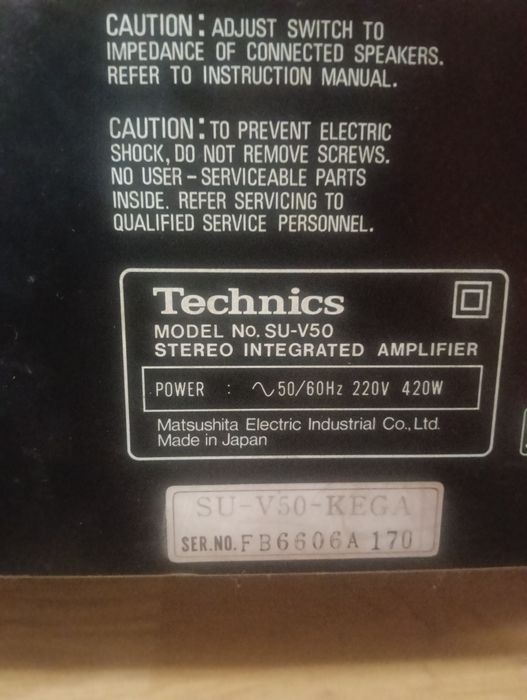 CAUTION: ADJUST SWITCH TO
IMPEDANCE OF CONNECTED SPEAKERS.
REFER TO INSTRUCTION MANUAL.
CAUTION: TO PREVENT ELECTRIC
SHOCK, DO NOT REMOVE SCREWS.
NO USER-SERVICEABLE PARTS
INSIDE. REFER SERVICING TO
QUALIFIED SERVICE PERSONNEL.
Technics
MODEL No. SU-V50
STEREO INTEGRATED AMPLIFIER
POWER : ∿50/60Hz 220V 420W
Matsushita Electric Industrial Co., Ltd.
Made in Japan
SU-V50-KEGA
SER.NO. FB6606A 170